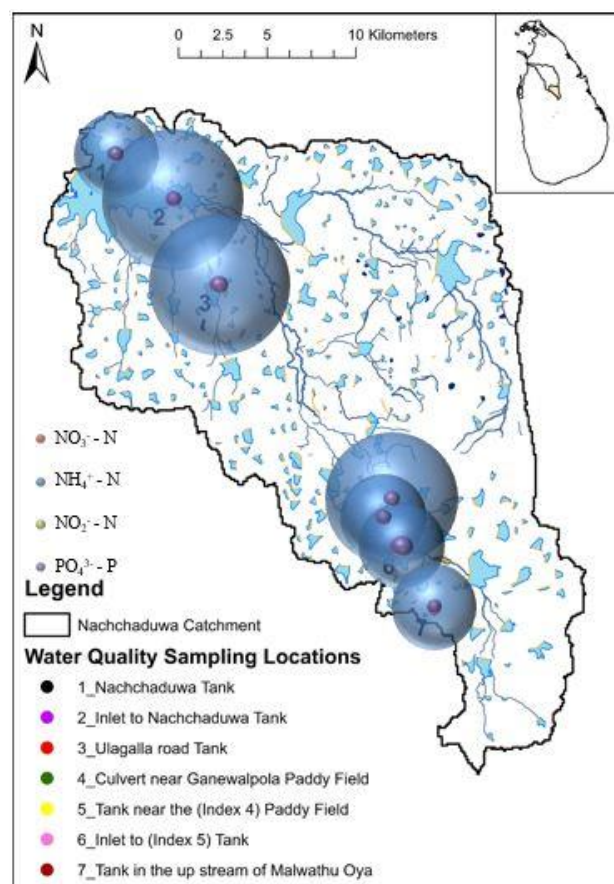 N
0 2.5 5 10 Kilometers
1
2
3
NO₃⁻ - N
NH₄⁺ - N
NO₂⁻ - N
PO₄³⁻ - P
7
Legend
Nachchaduwa Catchment
Water Quality Sampling Locations
1_Nachchaduwa Tank
2_Inlet to Nachchaduwa Tank
3_Ulagalla road Tank
4_Culvert near Ganewalpola Paddy Field
5_Tank near the (Index 4) Paddy Field
6_Inlet to (Index 5) Tank
7_Tank in the up stream of Malwathu Oya